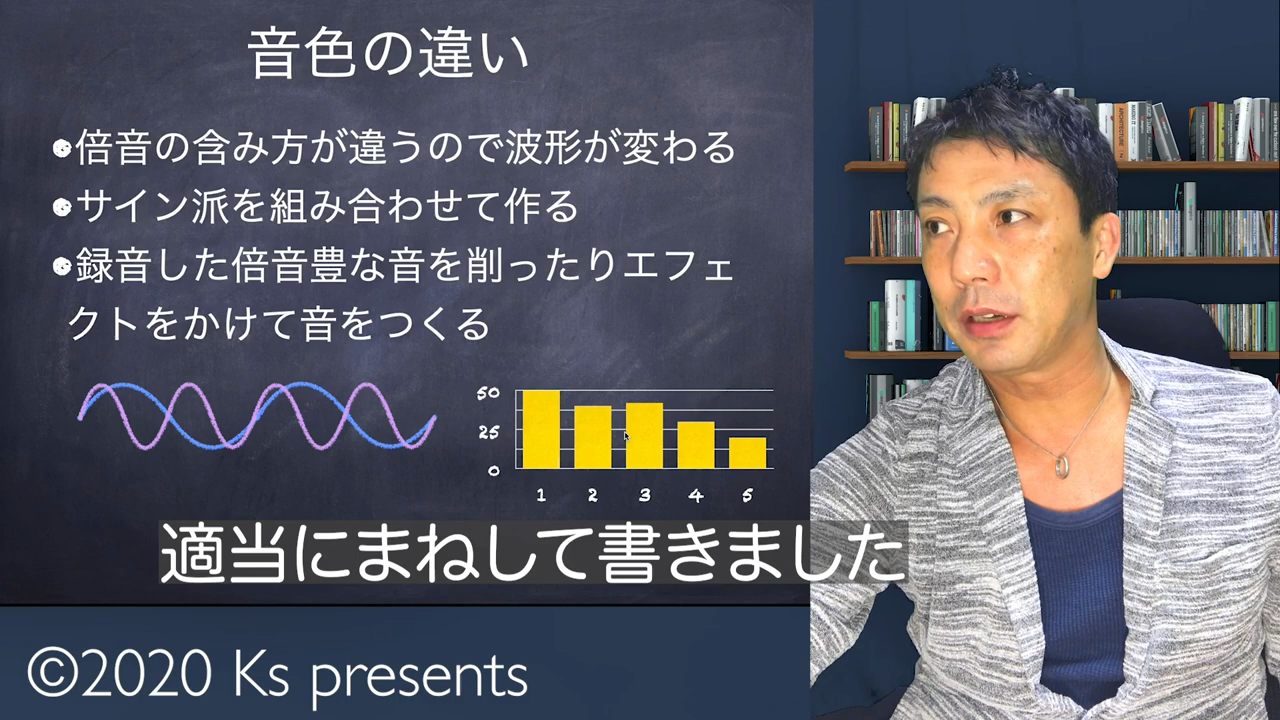 音色の違い
倍音の含み方が違うので波形が変わる
サイン派を組み合わせて作る
録音した倍音豊な音を削ったりエフェ
クトをかけて音をつくる
50
25
0
1 2 3 4 5
適当にまねして書きました
©2020 Ks presents